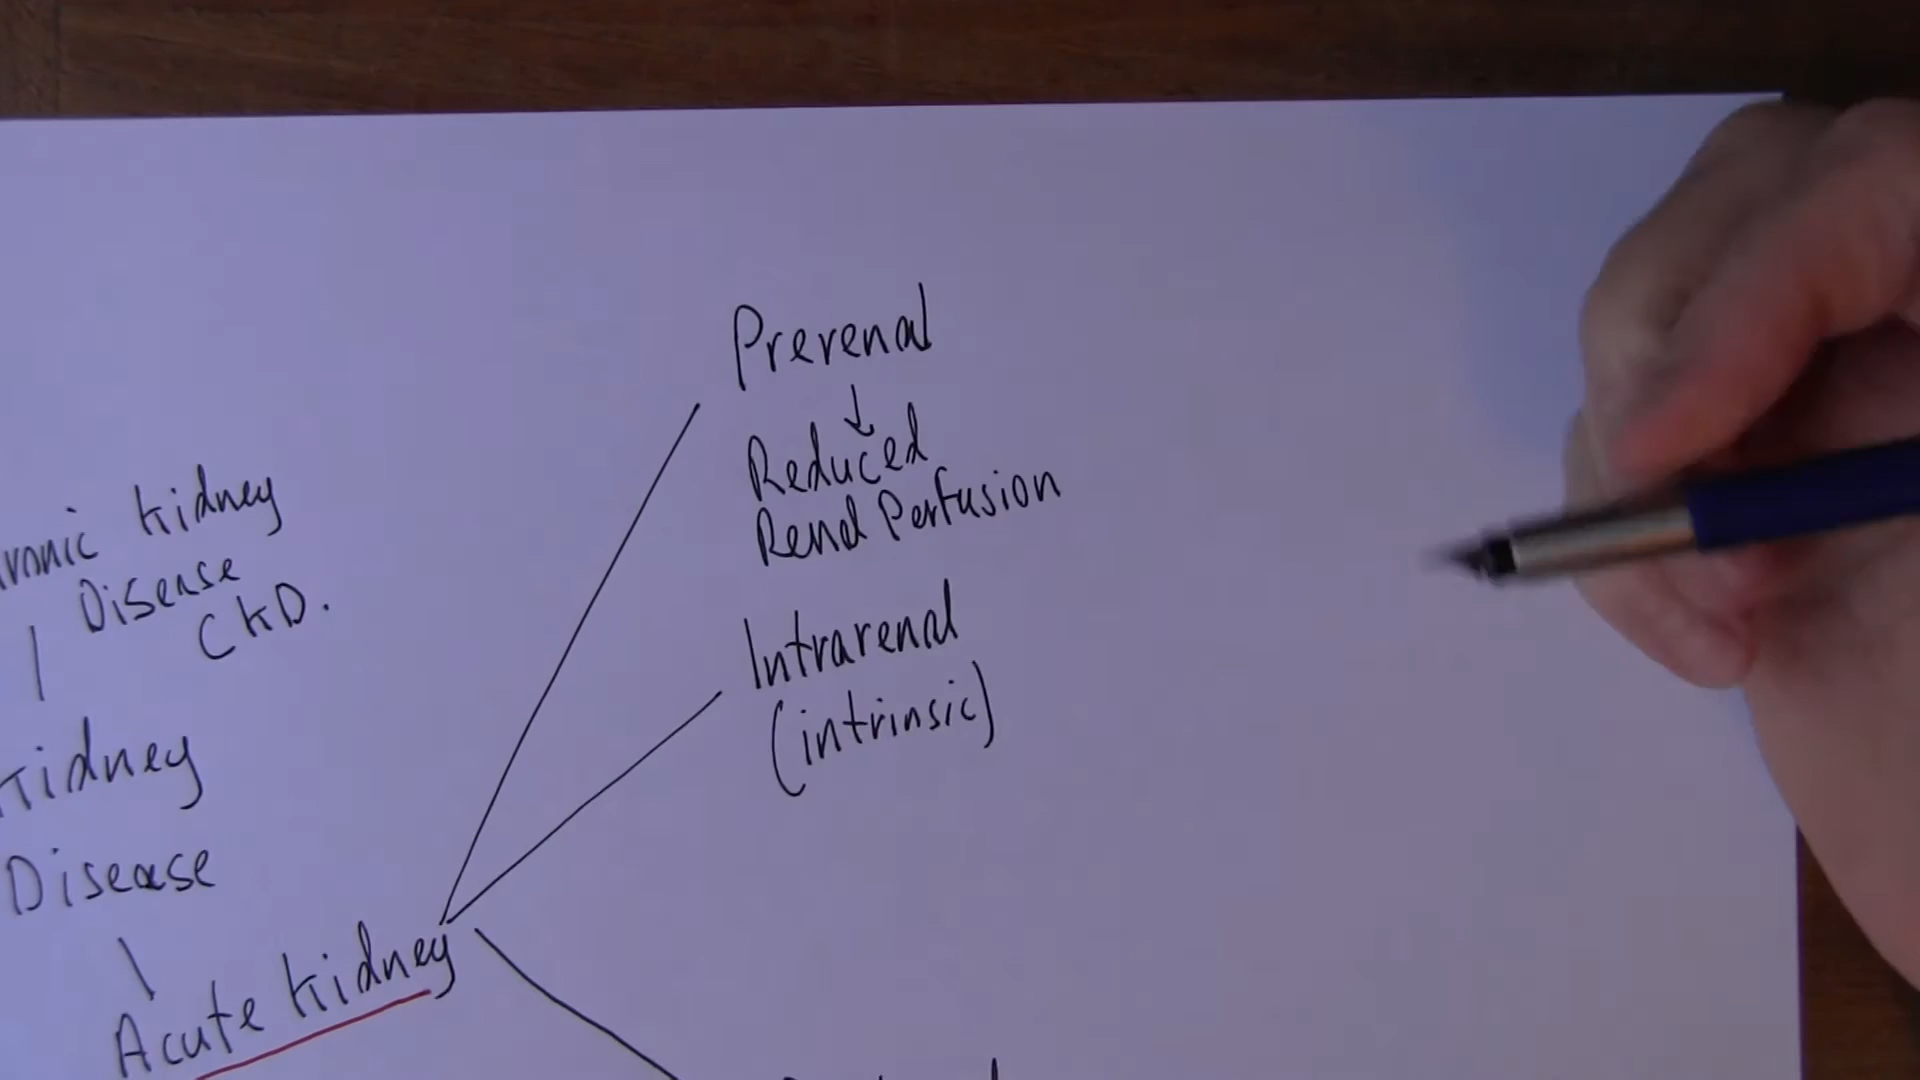 Prerenal
Reduced
Renal Perfusion
Intrarenal
(intrinsic)
kidney
Disease
CKD.
Kidney
Disease
Acute kidney